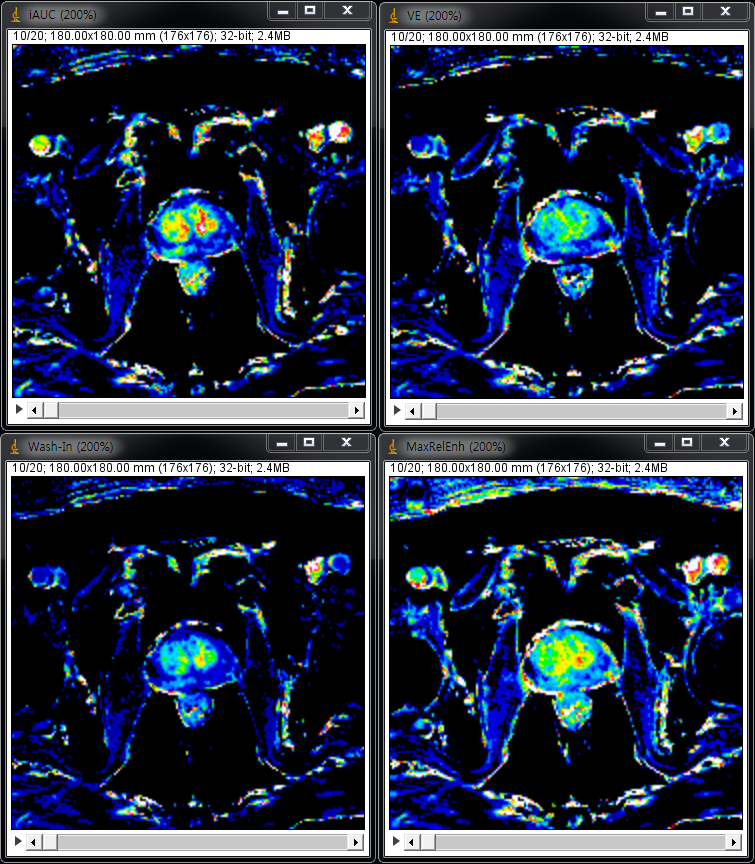 iAUC (200%)
10/20; 180.00x180.00 mm (176x176); 32-bit; 2.4MB
VE (200%)
10/20; 180.00x180.00 mm (176x176); 32-bit; 2.4MB
Wash-In (200%)
10/20; 180.00x180.00 mm (176x176); 32-bit; 2.4MB
MaxRelEnh (200%)
10/20; 180.00x180.00 mm (176x176); 32-bit; 2.4MB